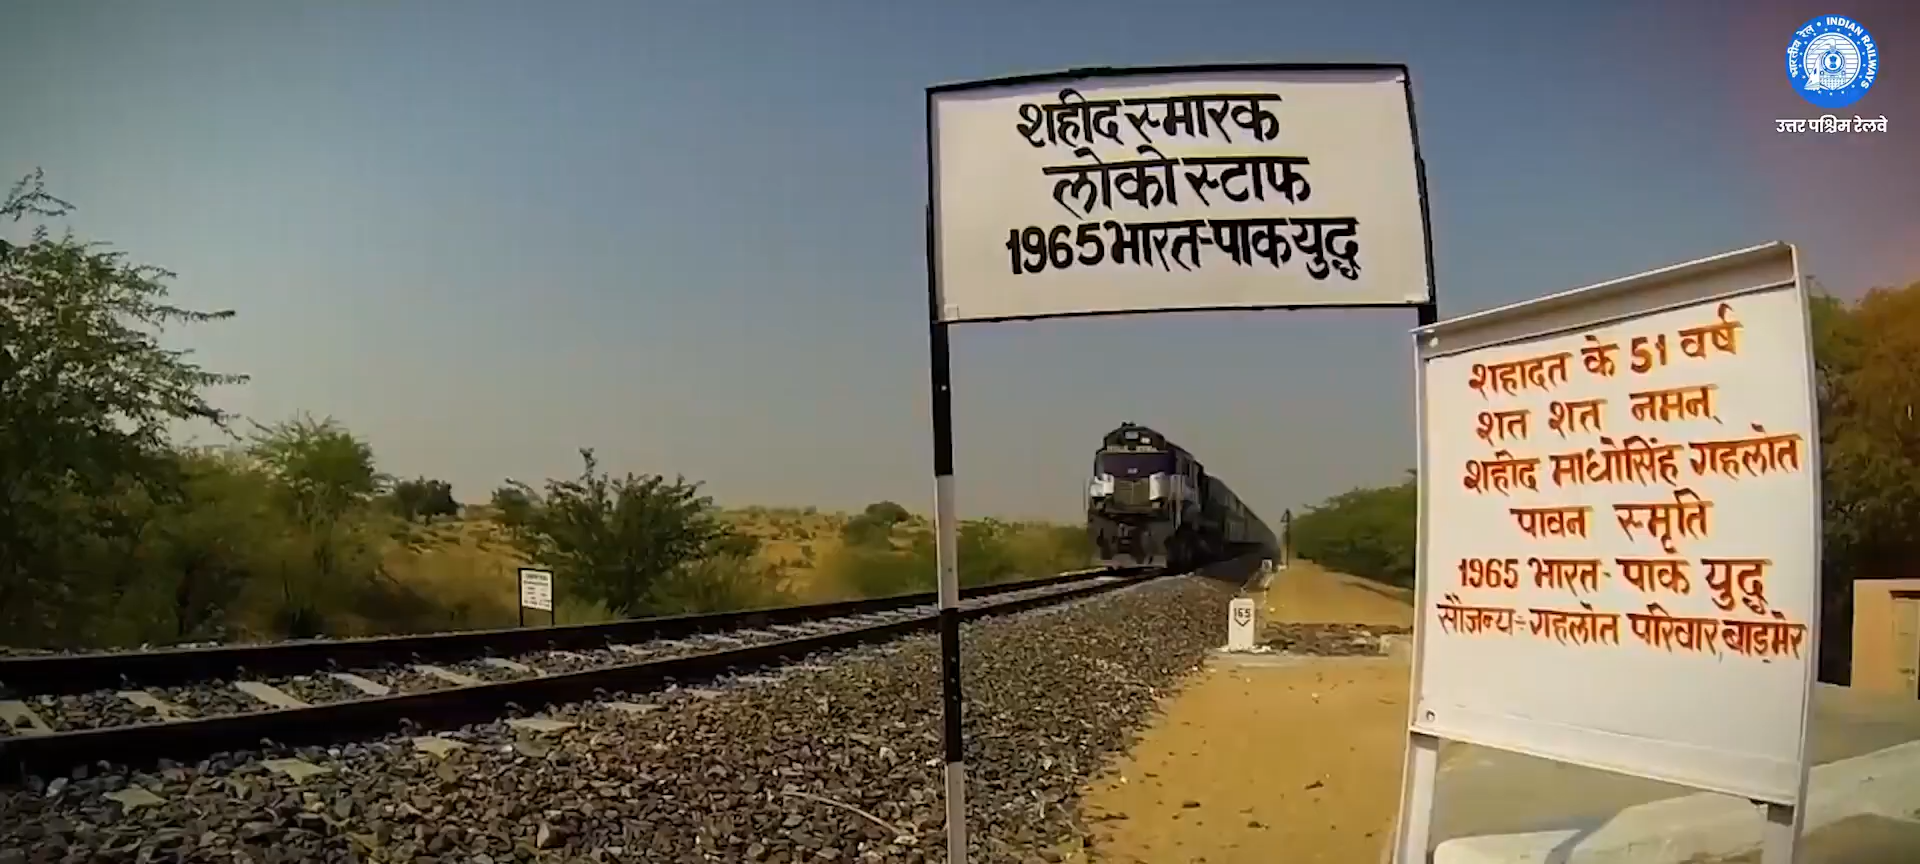 शहीद स्मारक
लोको स्टाफ
1965 भारत-पाक युद्ध
शहादत के 51 वर्ष
शत शत नमन्
शहीद माधोसिंह गहलोत
पावन स्मृति
1965 भारत-पाक युद्ध
सौजन्य-गहलोत परिवार, बाड़मेर
165
भारतीय रेल • INDIAN RAILWAYS
उत्तर पश्चिम रेलवे